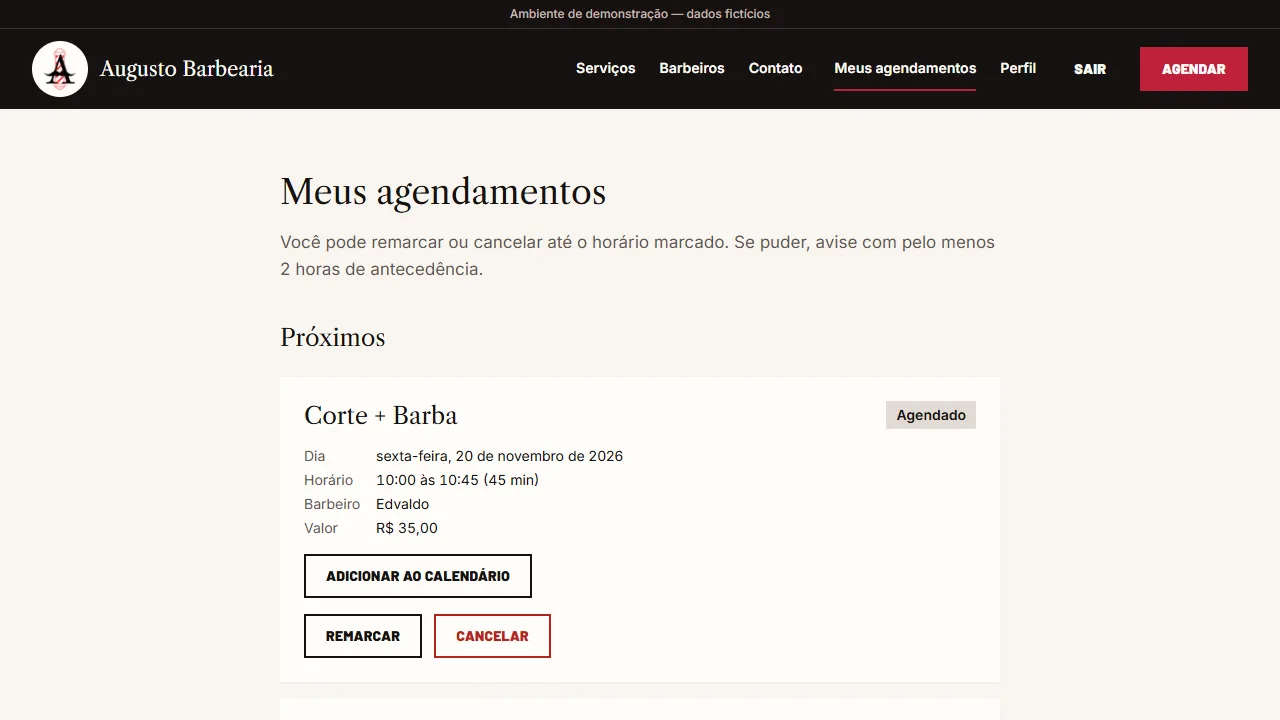 Ambiente de demonstração — dados fictícios
A
Augusto Barbearia
Serviços
Barbeiros
Contato
Meus agendamentos
Perfil
SAIR
AGENDAR
Meus agendamentos
Você pode remarcar ou cancelar até o horário marcado. Se puder, avise com pelo menos
2 horas de antecedência.
Próximos
Corte + Barba
Agendado
Dia sexta-feira, 20 de novembro de 2026
Horário 10:00 às 10:45 (45 min)
Barbeiro Edvaldo
Valor R$ 35,00
ADICIONAR AO CALENDÁRIO
REMARCAR
CANCELAR